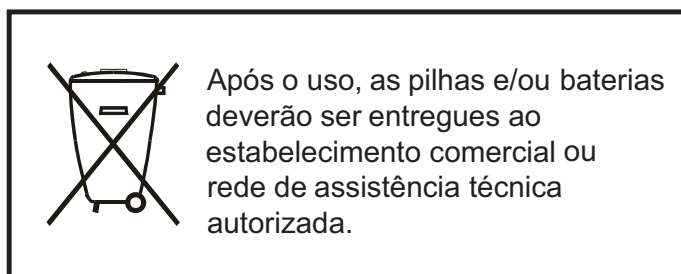 Após o uso, as pilhas e/ou baterias
deverão ser entregues ao
estabelecimento comercial ou
rede de assistência técnica
autorizada.